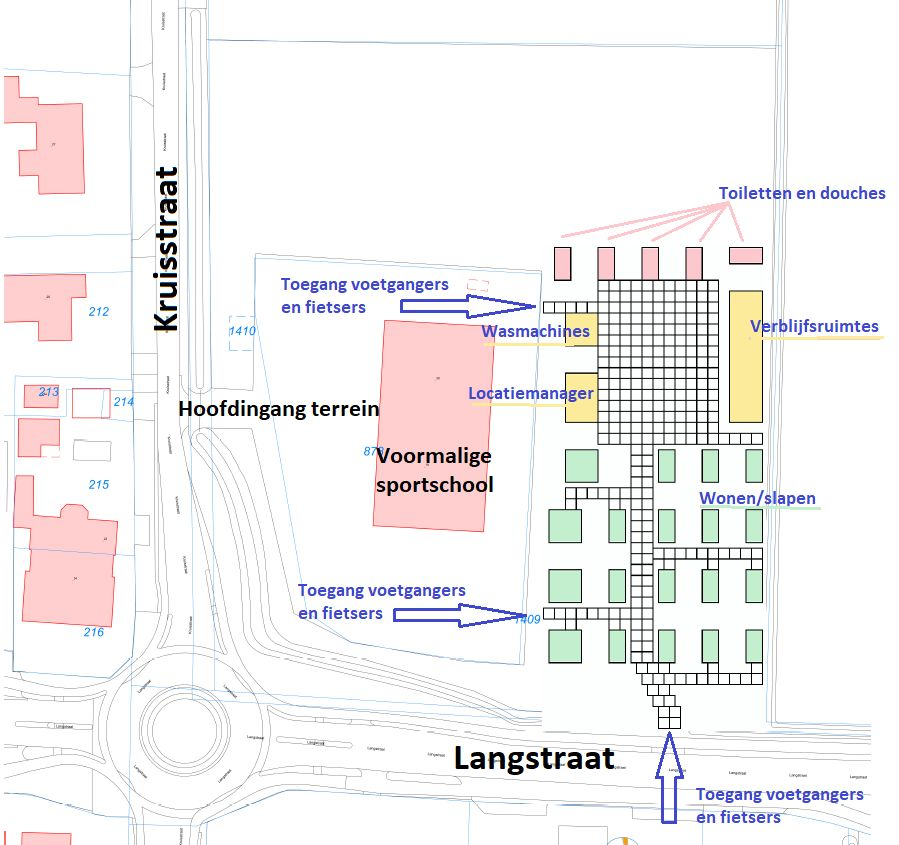 Toiletten en douches
Kruisstraat
Toegang voetgangers
en fietsers
212
1410
Wasmachines
Verblijfsruimtes
213
214
Locatiemanager
Hoofdingang terrein
Voormalige
sportschool
215
Wonen/slapen
Toegang voetgangers
en fietsers
1409
216
Langstraat
Toegang voetgangers
en fietsers